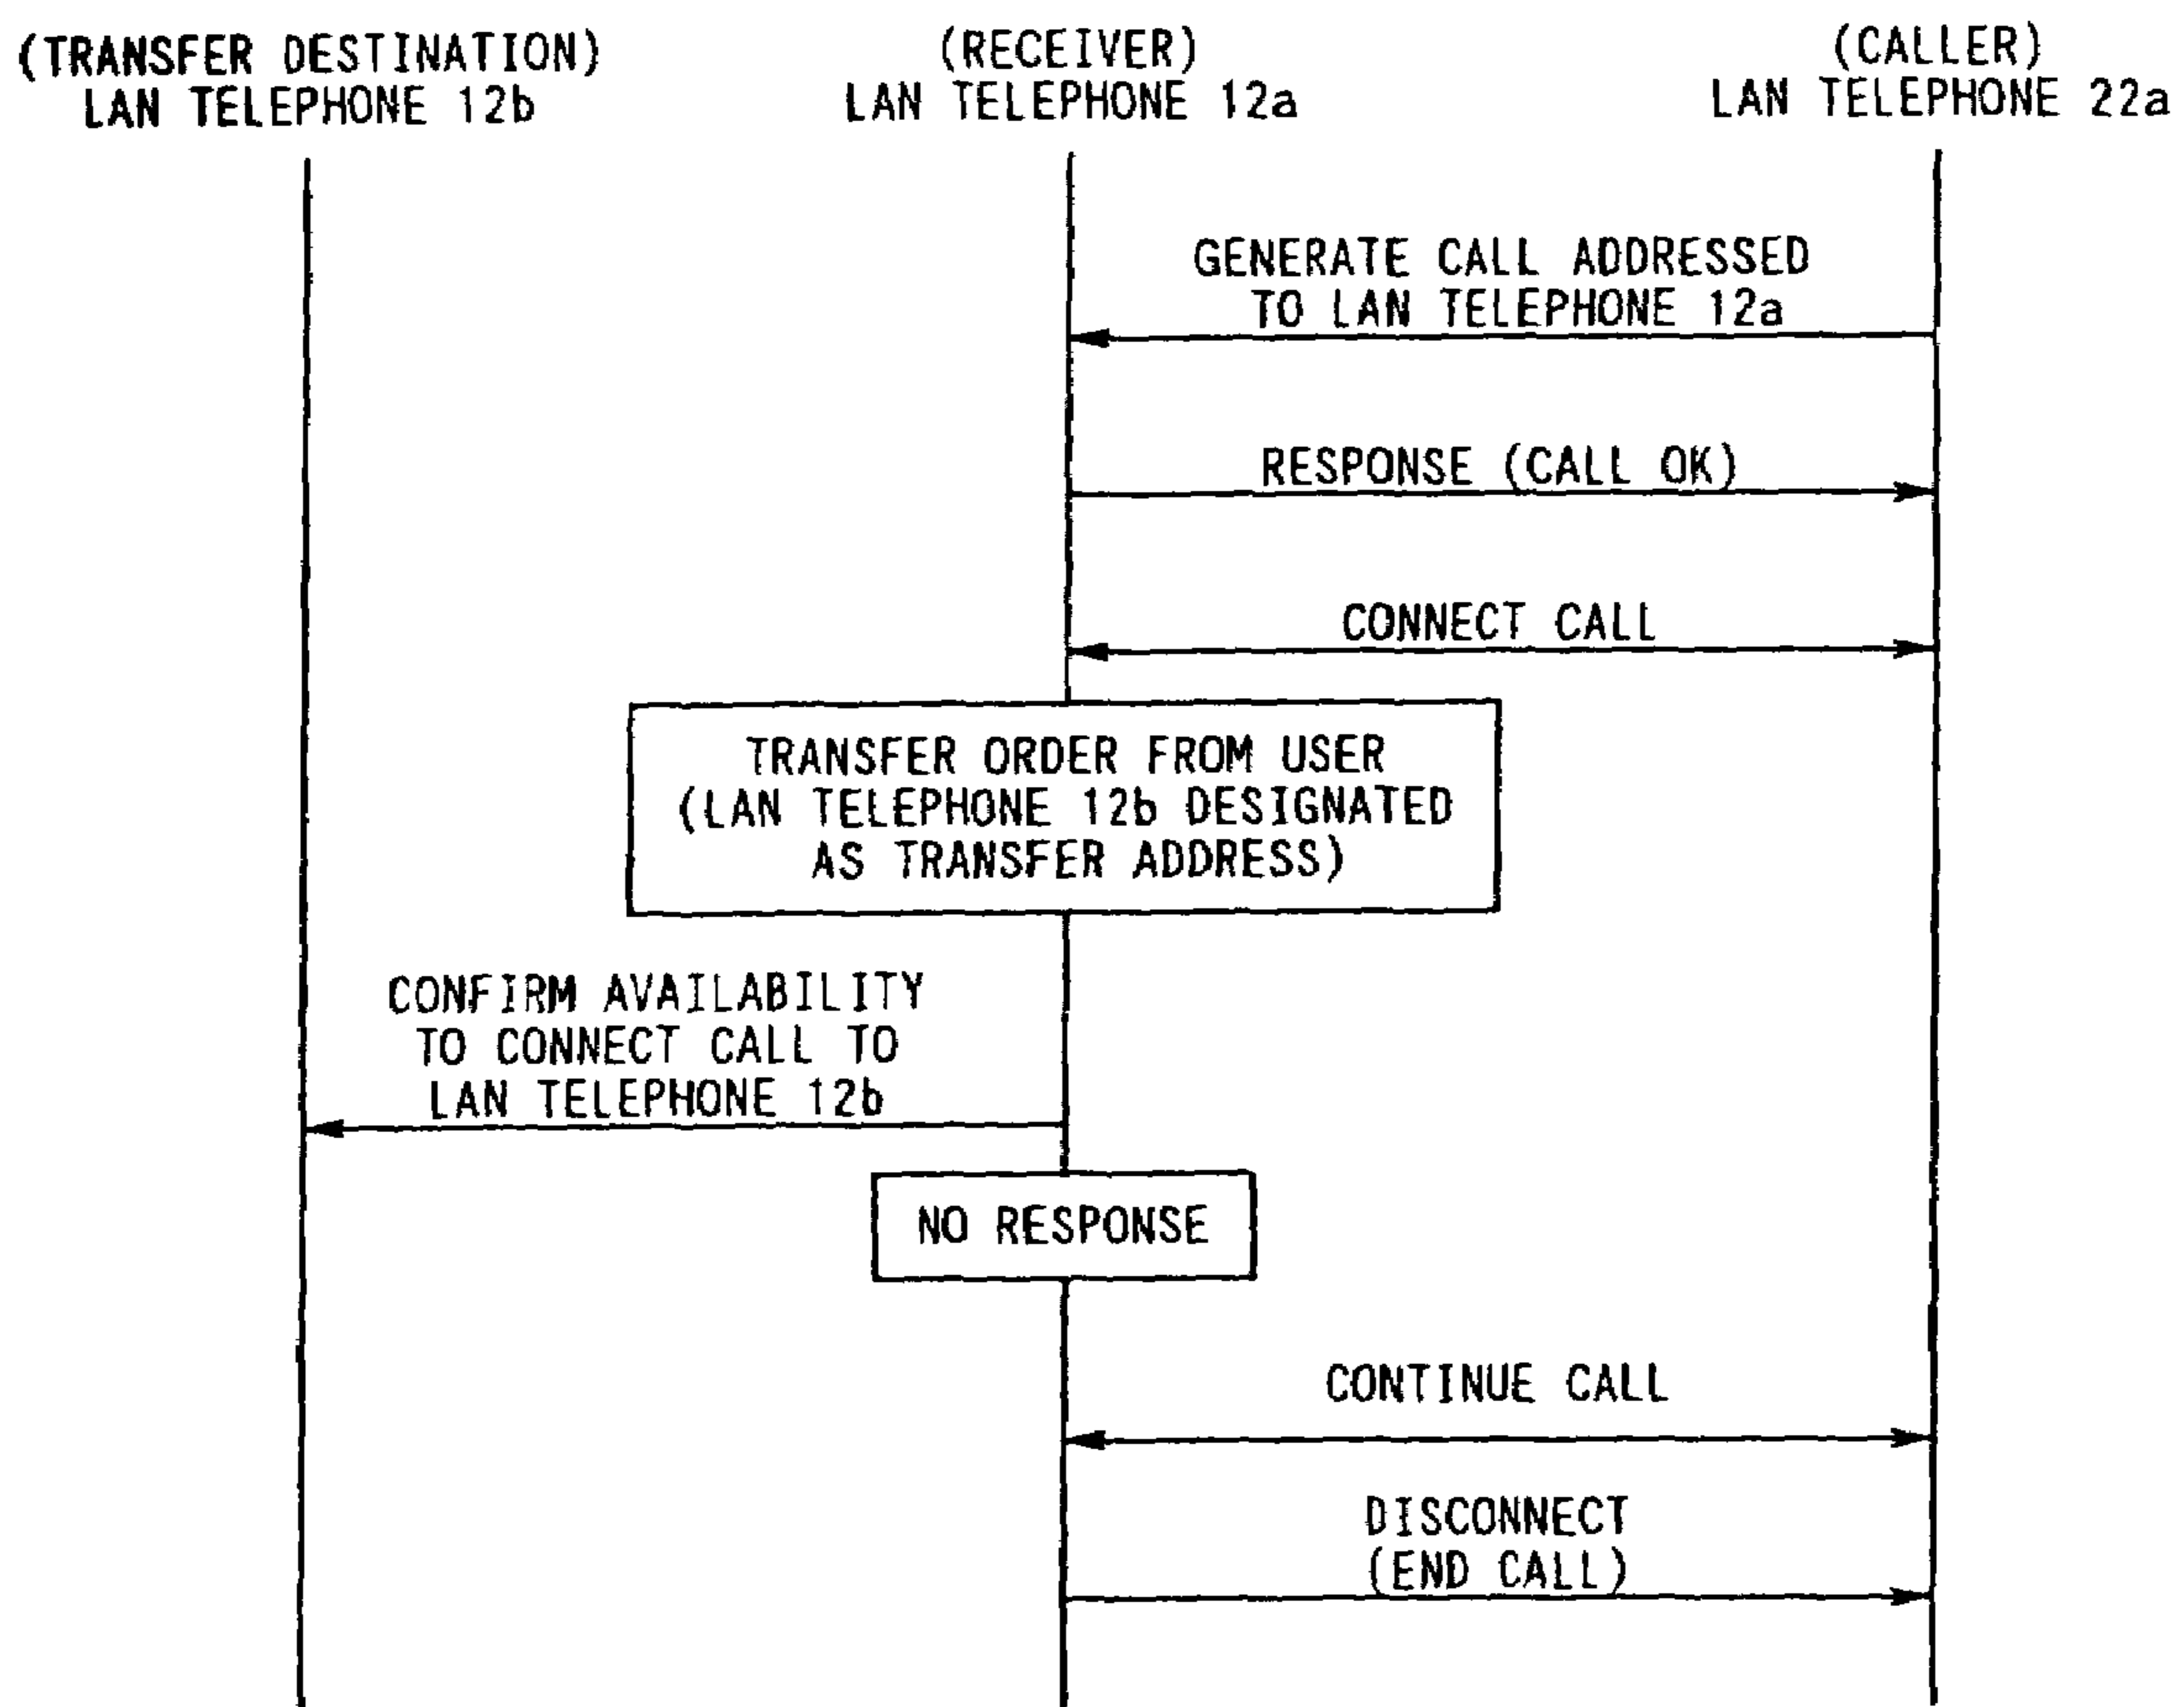 (TRANSFER DESTINATION)
LAN TELEPHONE 12b
(RECEIVER)
LAN TELEPHONE 12a
(CALLER)
LAN TELEPHONE 22a
GENERATE CALL ADDRESSED
TO LAN TELEPHONE 12a
RESPONSE (CALL OK)
CONNECT CALL
TRANSFER ORDER FROM USER
(LAN TELEPHONE 12b DESIGNATED
AS TRANSFER ADDRESS)
CONFIRM AVAILABILITY
TO CONNECT CALL TO
LAN TELEPHONE 12b
NO RESPONSE
CONTINUE CALL
DISCONNECT
(END CALL)